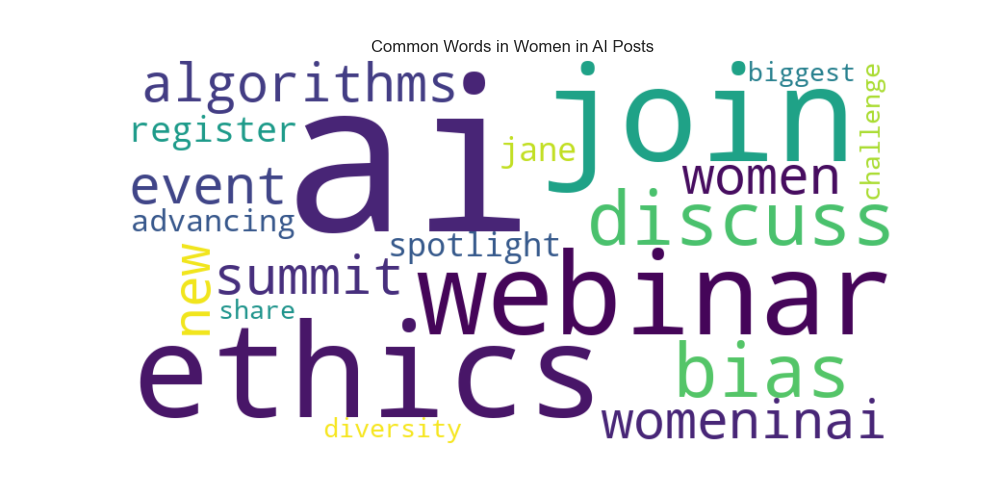 Common Words in Women in AI Posts
algorithms
ai
join
biggest
challenge
register
jane
women
event
advancing
discuss
spotlight
new
summit
webinar
share
ethics
bias
diversity
womeninai